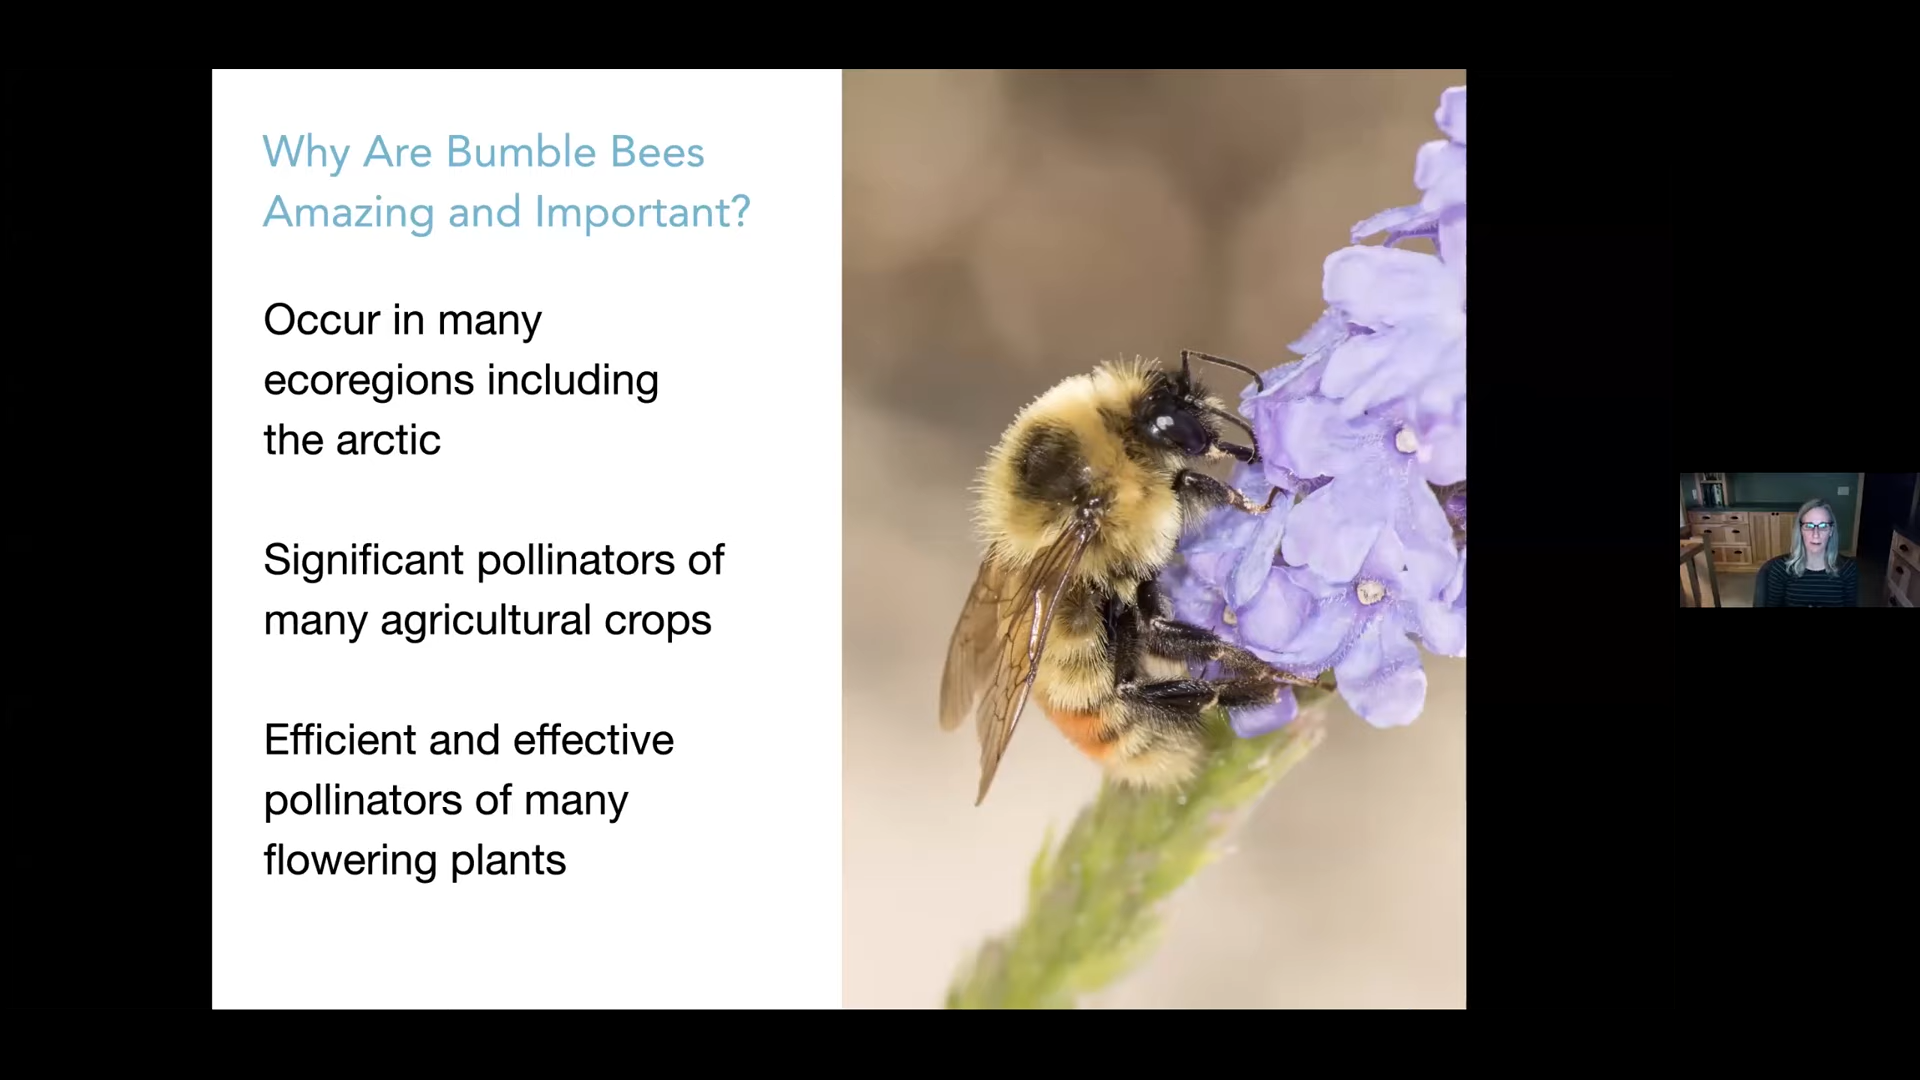 Why Are Bumble Bees
Amazing and Important?
Occur in many
ecoregions including
the arctic
Significant pollinators of
many agricultural crops
Efficient and effective
pollinators of many
flowering plants